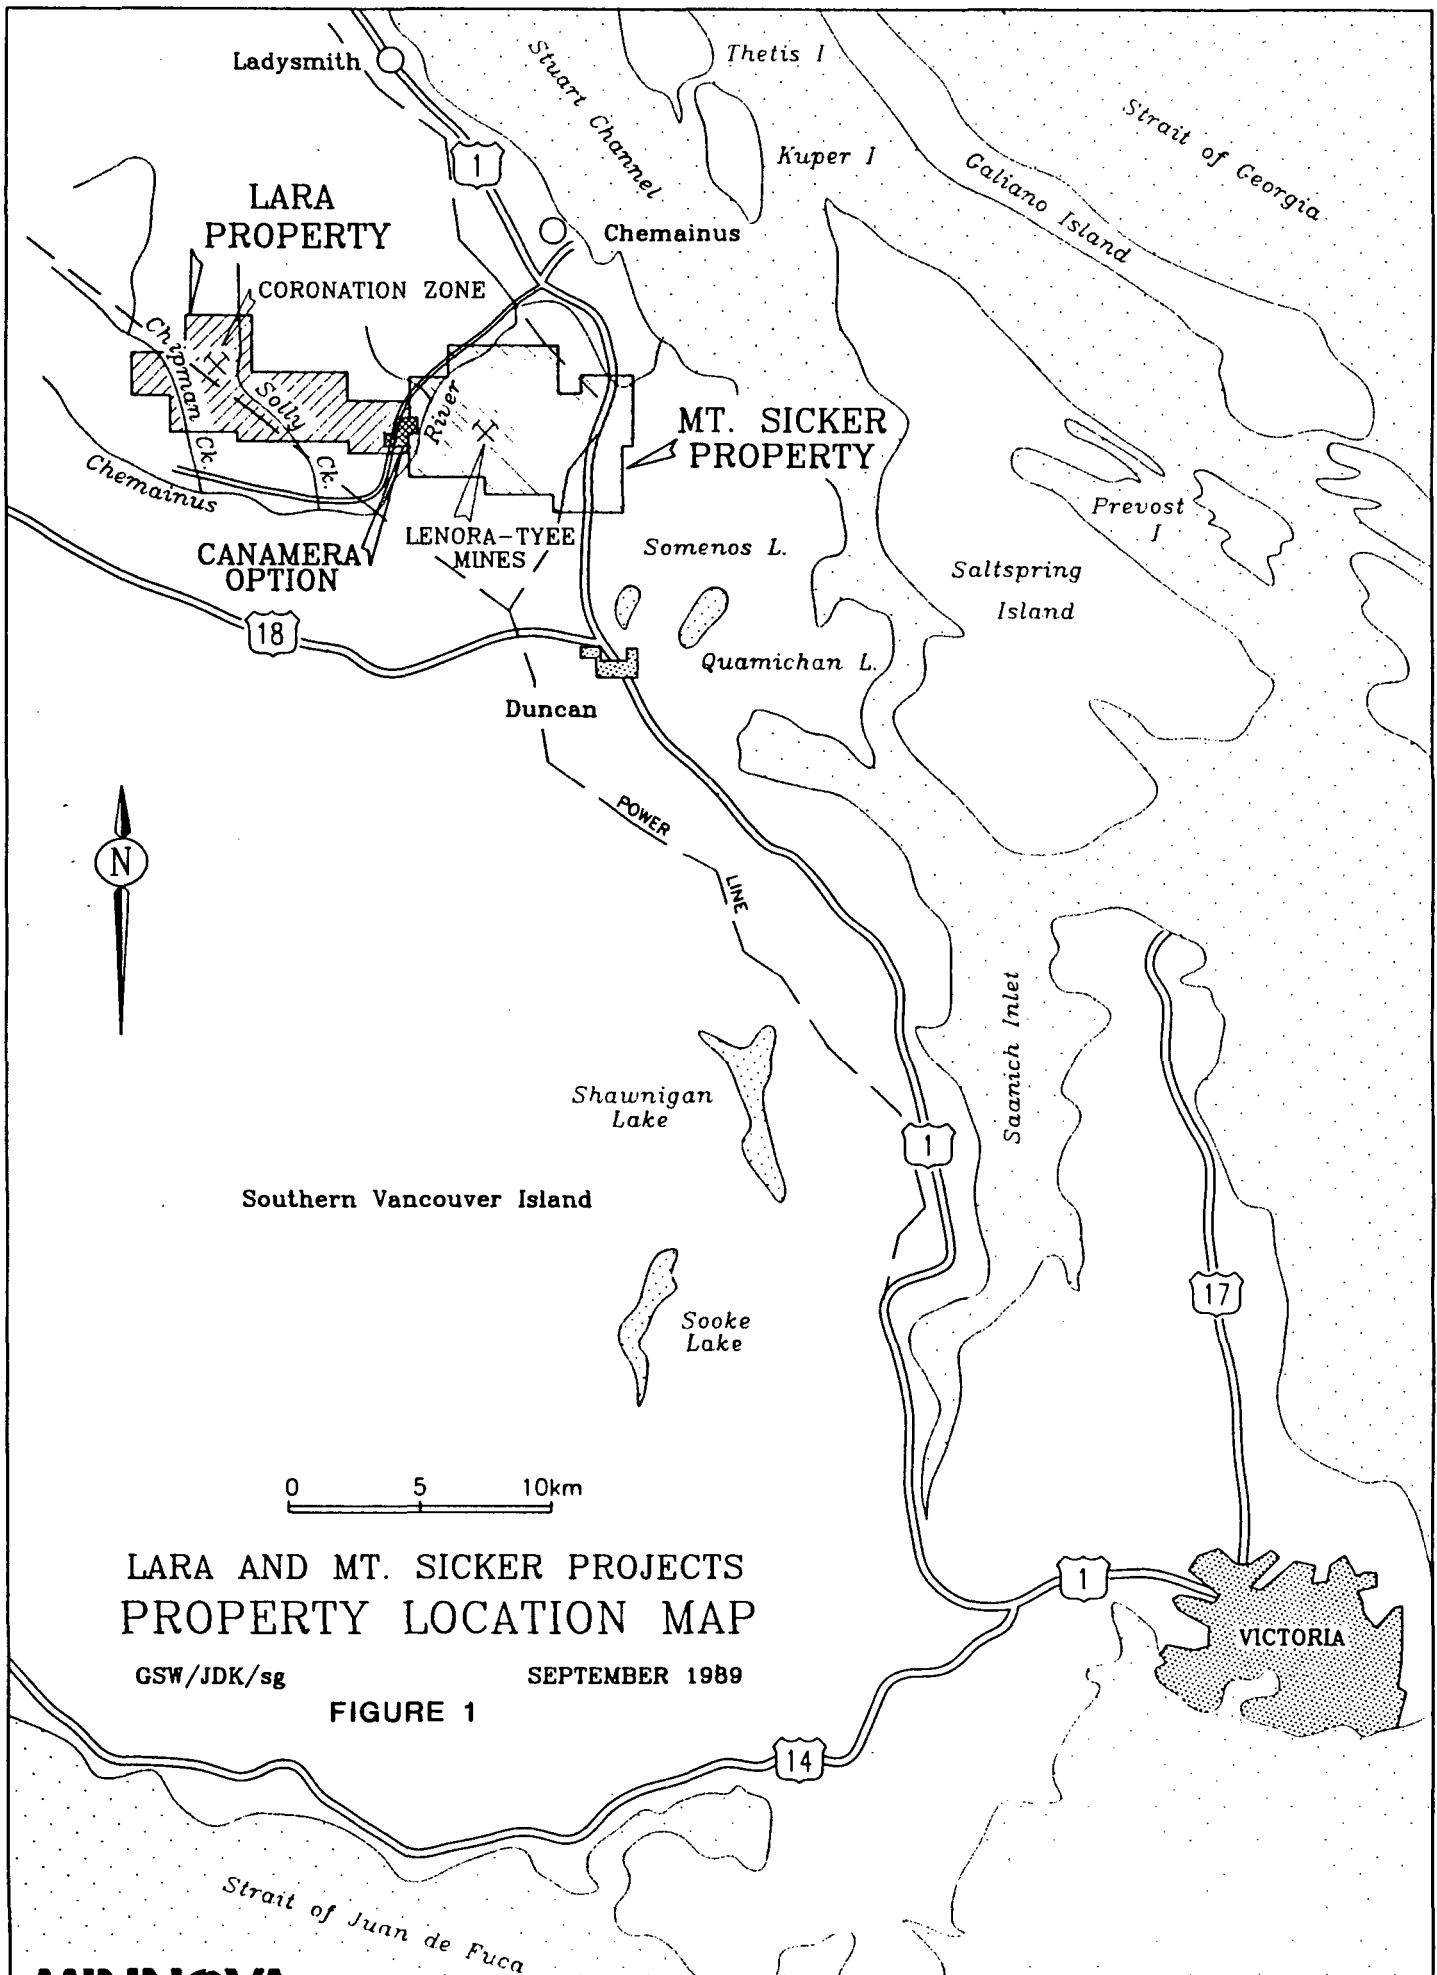 Ladysmith
Thetis I
Stuart Channel
Strait of Georgia
Kuper I
1
Galiano Island
LARA
PROPERTY
Chemainus
CORONATION ZONE
Chipman
Ck.
Solly
Ck.
River
MT. SICKER
PROPERTY
Chemainus
Prevost
I
LENORA-TYEE
MINES
CANAMERA
OPTION
Somenos L.
Saltspring
Island
18
Quamichan L.
Duncan
POWER
LINE
N
Saanich Inlet
Shawnigan
Lake
1
Southern Vancouver Island
17
Sooke
Lake
0 5 10km
LARA AND MT. SICKER PROJECTS
PROPERTY LOCATION MAP
GSW/JDK/sg SEPTEMBER 1989
FIGURE 1
1
VICTORIA
14
Strait of Juan de Fuca